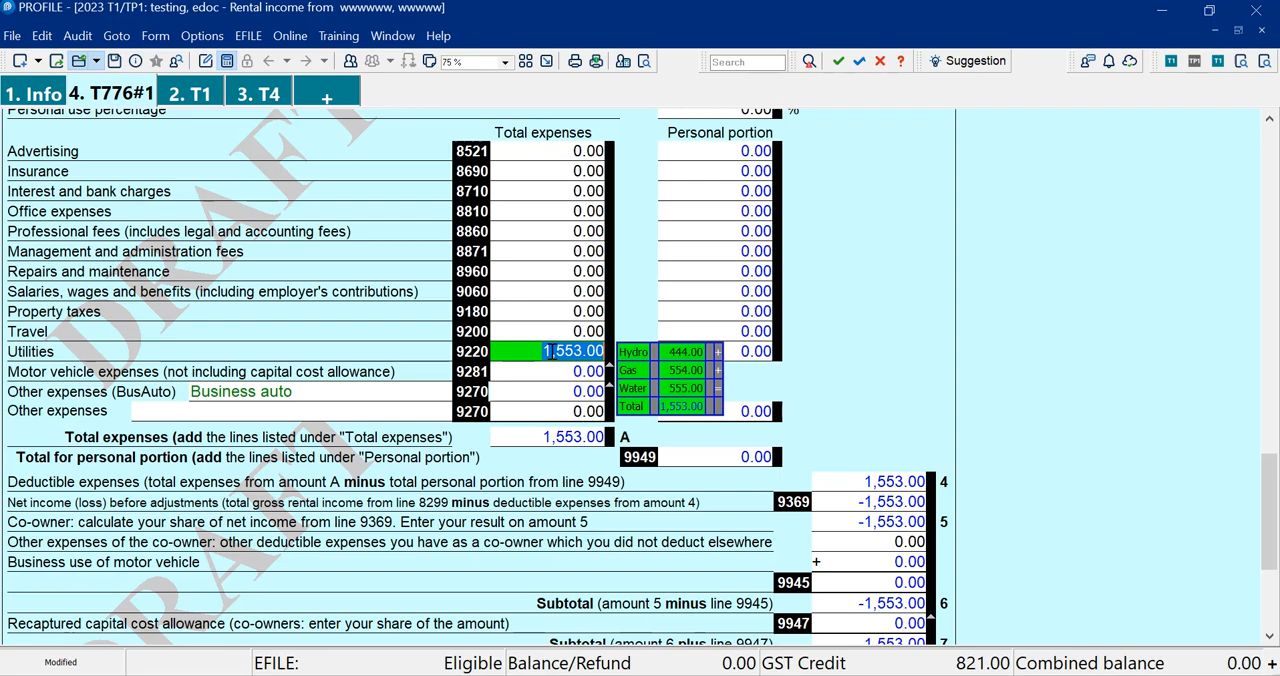 PROFILE - [2023 T1/TP1: testing, edoc - Rental income from wwwwww, wwwww]
File Edit Audit Goto Form Options EFILE Online Training Window Help
75 % Search Suggestion T1 TP1 T1
1. Info 4. T776#1 2. T1 3. T4 +
Personal use percentage 0.00 %
Total expenses Personal portion
Advertising 8521 0.00 0.00
Insurance 8690 0.00 0.00
Interest and bank charges 8710 0.00 0.00
Office expenses 8810 0.00 0.00
Professional fees (includes legal and accounting fees) 8860 0.00 0.00
Management and administration fees 8871 0.00 0.00
Repairs and maintenance 8960 0.00 0.00
Salaries, wages and benefits (including employer's contributions) 9060 0.00 0.00
Property taxes 9180 0.00 0.00
Travel 9200 0.00 0.00
Utilities 9220 1,553.00 Hydro 444.00 + 0.00
Gas 554.00 +
Motor vehicle expenses (not including capital cost allowance) 9281 0.00
Water 555.00 =
Other expenses (BusAuto) Business auto 9270 0.00
Total 1,553.00
Other expenses 9270 0.00 0.00
Total expenses (add the lines listed under "Total expenses") 1,553.00 A
Total for personal portion (add the lines listed under "Personal portion") 9949 0.00
Deductible expenses (total expenses from amount A minus total personal portion from line 9949) 1,553.00 4
Net income (loss) before adjustments (total gross rental income from line 8299 minus deductible expenses from amount 4) 9369 -1,553.00
Co-owner: calculate your share of net income from line 9369. Enter your result on amount 5 -1,553.00 5
Other expenses of the co-owner: other deductible expenses you have as a co-owner which you did not deduct elsewhere 0.00
Business use of motor vehicle + 0.00
9945 0.00
Subtotal (amount 5 minus line 9945) -1,553.00 6
Recaptured capital cost allowance (co-owners: enter your share of the amount) 9947 0.00
Subtotal (amount 6 plus line 9947) 1,553.00 7
DRAFT
DRAFT
Modified EFILE: Eligible Balance/Refund 0.00 GST Credit 821.00 Combined balance 0.00 +